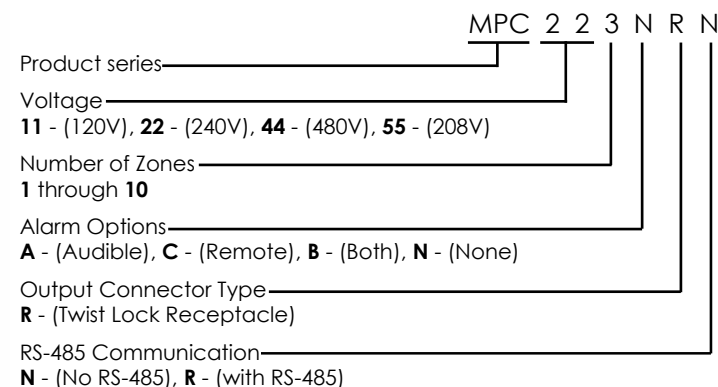 MPC 2 2 3 N R N
Product series
Voltage
11 - (120V), 22 - (240V), 44 - (480V), 55 - (208V)
Number of Zones
1 through 10
Alarm Options
A - (Audible), C - (Remote), B - (Both), N - (None)
Output Connector Type
R - (Twist Lock Receptacle)
RS-485 Communication
N - (No RS-485), R - (with RS-485)